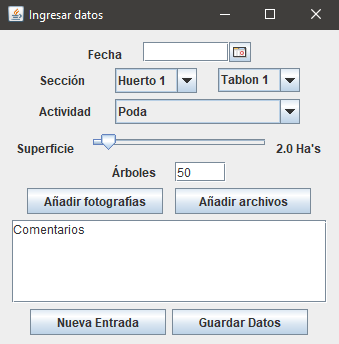 Ingresar datos
Fecha
Sección Huerto 1 Tablon 1
Actividad Poda
Superficie 2.0 Ha's
Árboles 50
Añadir fotografias Añadir archivos
Comentarios
Nueva Entrada Guardar Datos